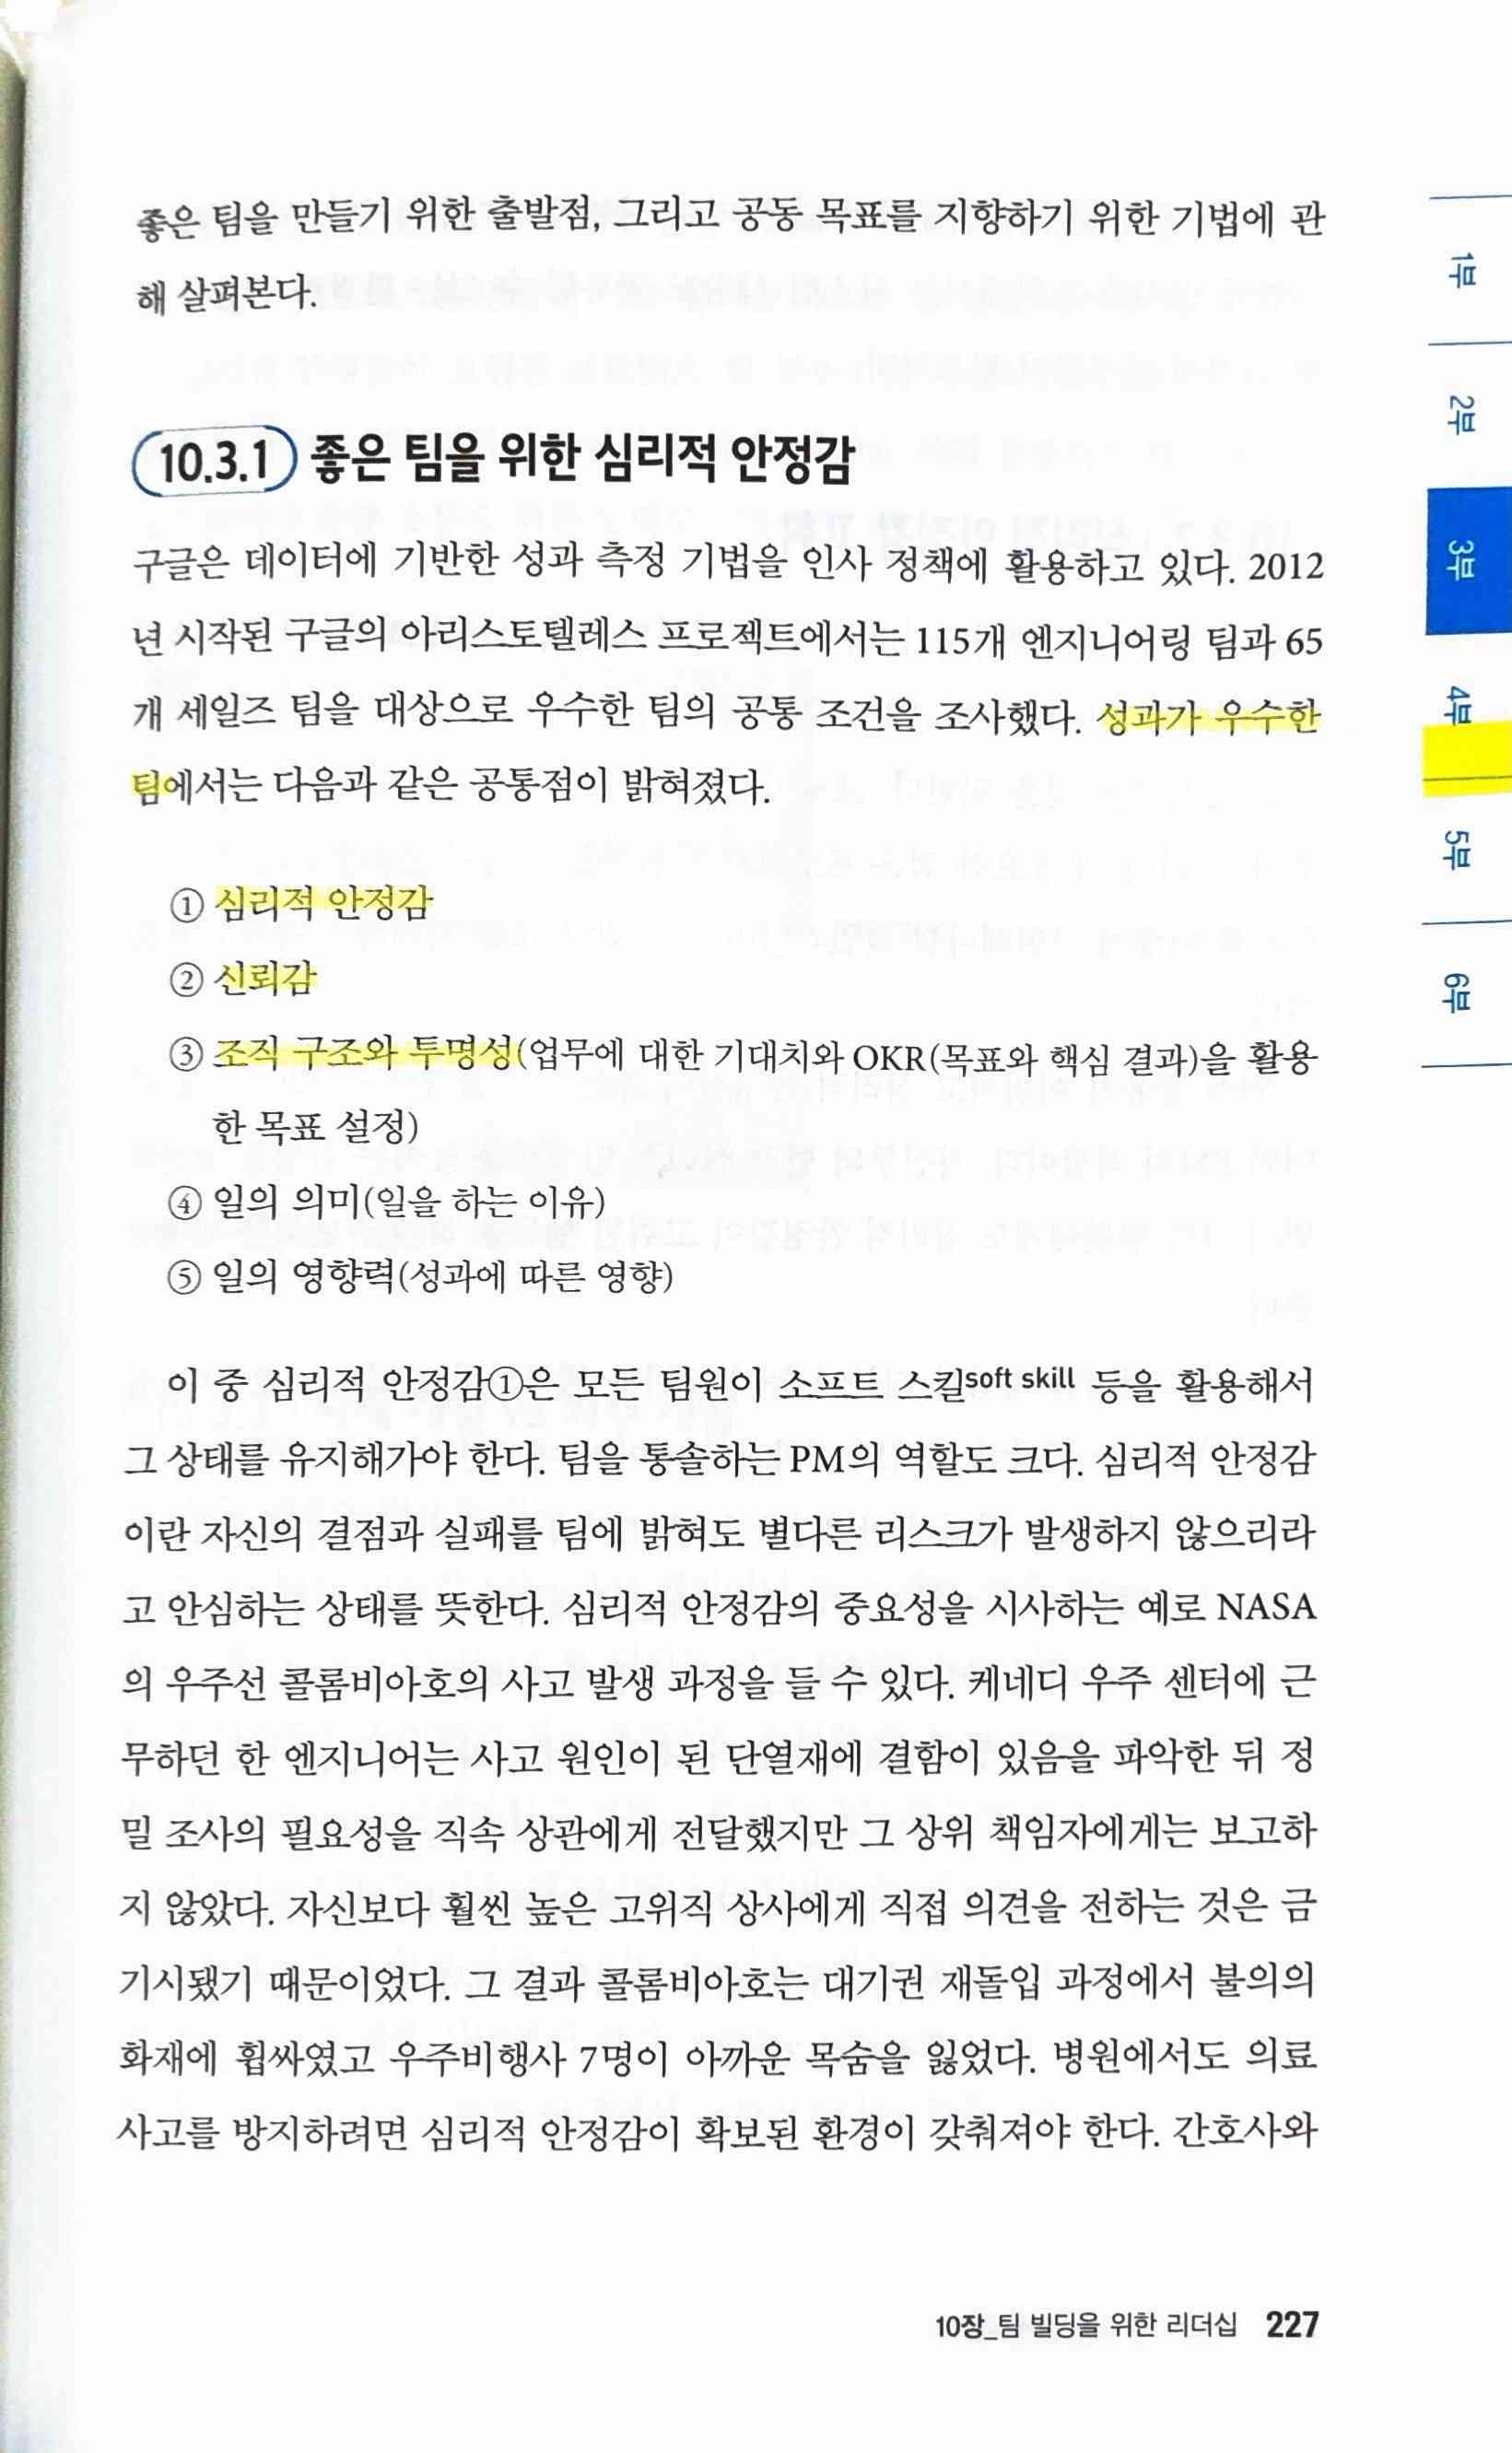 좋은 팀을 만들기 위한 출발점, 그리고 공동 목표를 지향하기 위한 기법에 관
해 살펴본다.
10.3.1 좋은 팀을 위한 심리적 안정감
구글은 데이터에 기반한 성과 측정 기법을 인사 정책에 활용하고 있다. 2012
년 시작된 구글의 아리스토텔레스 프로젝트에서는 115개 엔지니어링 팀과 65
개 세일즈 팀을 대상으로 우수한 팀의 공통 조건을 조사했다. 성과가 우수한
팀에서는 다음과 같은 공통점이 밝혀졌다.
① 심리적 안정감
② 신뢰감
③ 조직 구조와 투명성(업무에 대한 기대치와 OKR(목표와 핵심 결과)을 활용
한 목표 설정)
④ 일의 의미(일을 하는 이유)
⑤ 일의 영향력(성과에 따른 영향)
이 중 심리적 안정감①은 모든 팀원이 소프트 스킬soft skill 등을 활용해서
그 상태를 유지해가야 한다. 팀을 통솔하는 PM의 역할도 크다. 심리적 안정감
이란 자신의 결점과 실패를 팀에 밝혀도 별다른 리스크가 발생하지 않으리라
고 안심하는 상태를 뜻한다. 심리적 안정감의 중요성을 시사하는 예로 NASA
의 우주선 콜롬비아호의 사고 발생 과정을 들 수 있다. 케네디 우주 센터에 근
무하던 한 엔지니어는 사고 원인이 된 단열재에 결함이 있음을 파악한 뒤 정
밀 조사의 필요성을 직속 상관에게 전달했지만 그 상위 책임자에게는 보고하
지 않았다. 자신보다 훨씬 높은 고위직 상사에게 직접 의견을 전하는 것은 금
기시됐기 때문이었다. 그 결과 콜롬비아호는 대기권 재돌입 과정에서 불의의
화재에 휩싸였고 우주비행사 7명이 아까운 목숨을 잃었다. 병원에서도 의료
사고를 방지하려면 심리적 안정감이 확보된 환경이 갖춰져야 한다. 간호사와
10장_팀 빌딩을 위한 리더십 227
1부
2부
3부
4부
5부
6부